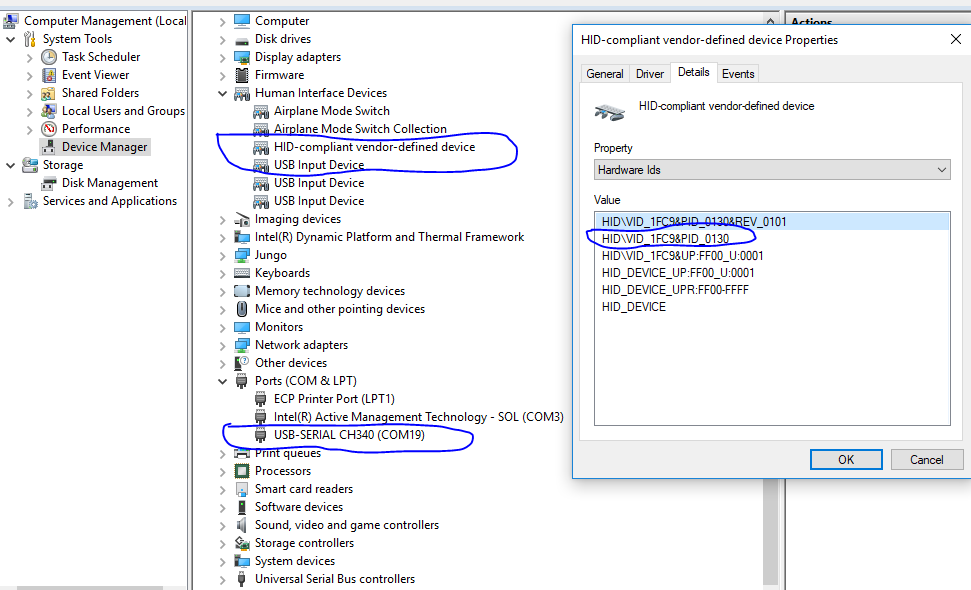 Computer Management (Local
System Tools
Task Scheduler
Event Viewer
Shared Folders
Local Users and Groups
Performance
Device Manager
Storage
Disk Management
Services and Applications
Computer
Disk drives
Display adapters
Firmware
Human Interface Devices
Airplane Mode Switch
Airplane Mode Switch Collection
HID-compliant vendor-defined device
USB Input Device
USB Input Device
USB Input Device
Imaging devices
Intel(R) Dynamic Platform and Thermal Framework
Jungo
Keyboards
Memory technology devices
Mice and other pointing devices
Monitors
Network adapters
Other devices
Ports (COM & LPT)
ECP Printer Port (LPT1)
Intel(R) Active Management Technology - SOL (COM3)
USB-SERIAL CH340 (COM19)
Print queues
Processors
Smart card readers
Software devices
Sound, video and game controllers
Storage controllers
System devices
Universal Serial Bus controllers
Actions
HID-compliant vendor-defined device Properties
General Driver Details Events
HID-compliant vendor-defined device
Property
Hardware Ids
Value
HID\VID_1FC9&PID_0130&REV_0101
HID\VID_1FC9&PID_0130
HID\VID_1FC9&UP:FF00_U:0001
HID_DEVICE_UP:FF00_U:0001
HID_DEVICE_UPR:FF00-FFFF
HID_DEVICE
OK Cancel